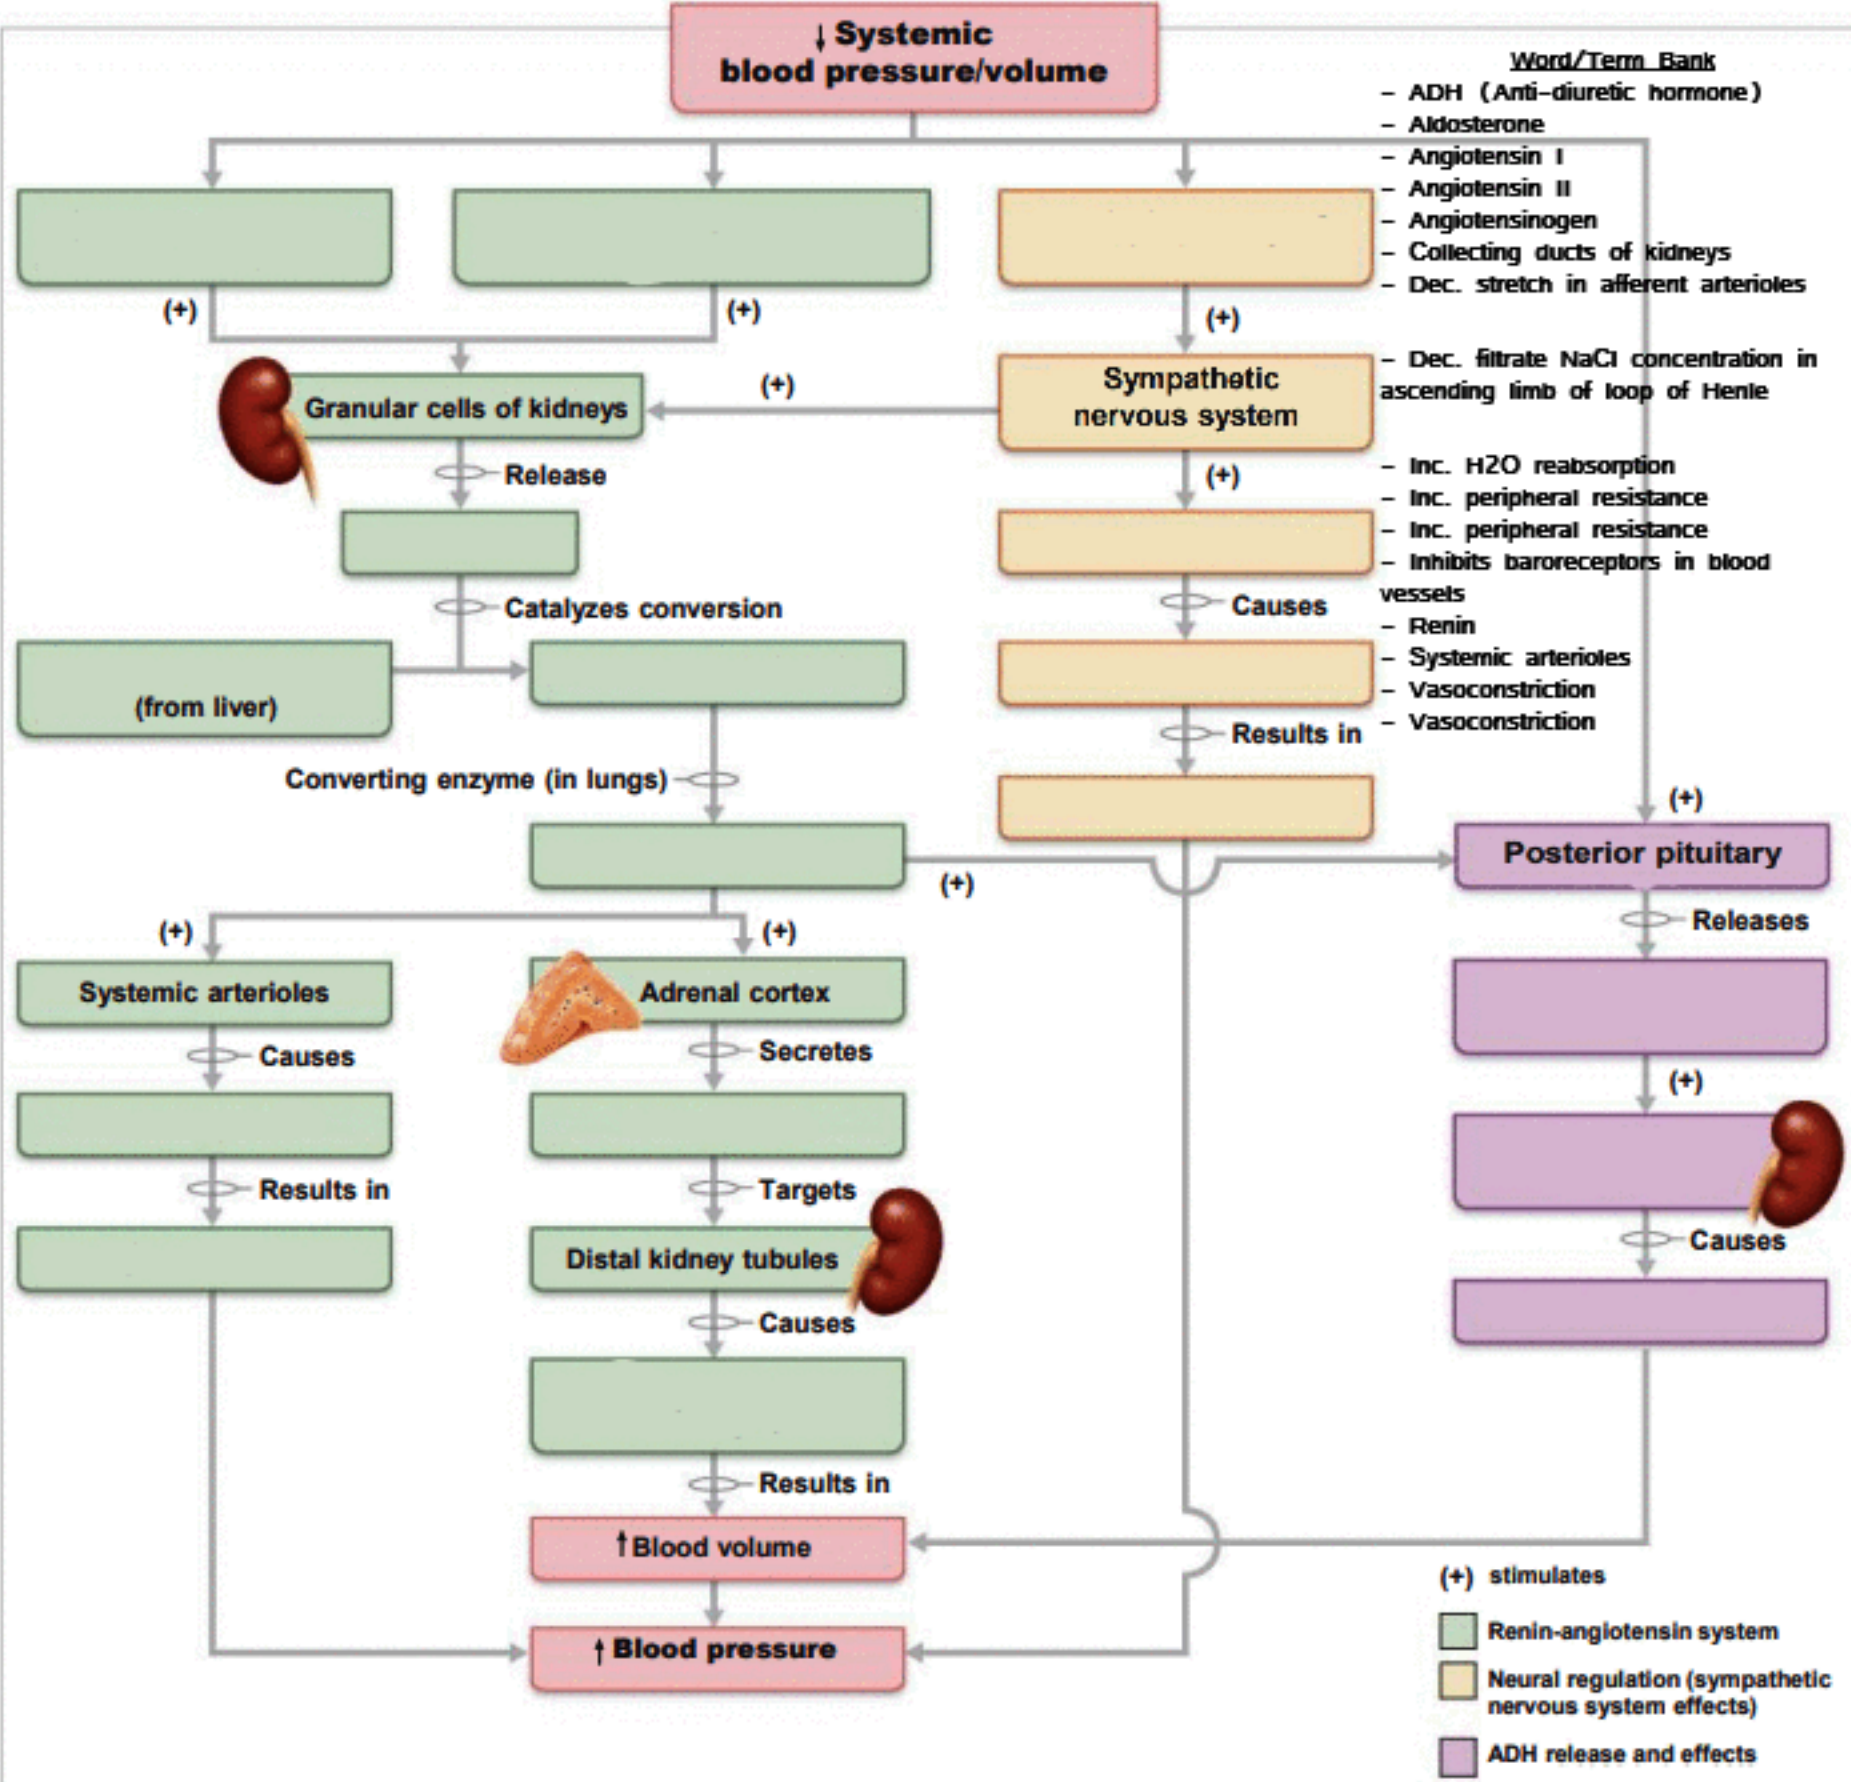 ↓ Systemic
blood pressure/volume
Word/Term Bank
- ADH (Anti-diuretic hormone)
- Aldosterone
- Angiotensin I
- Angiotensin II
- Angiotensinogen
- Collecting ducts of kidneys
- Dec. stretch in afferent arterioles
- Dec. filtrate NaCl concentration in
ascending limb of loop of Henle
- Inc. H2O reabsorption
- Inc. peripheral resistance
- Inc. peripheral resistance
- Inhibits baroreceptors in blood
vessels
- Renin
- Systemic arterioles
- Vasoconstriction
- Vasoconstriction
(+)
(+)
(+)
Granular cells of kidneys
(+)
Sympathetic
nervous system
Release
(+)
Catalyzes conversion
Causes
(from liver)
Results in
Converting enzyme (in lungs)
(+)
Posterior pituitary
(+)
Releases
(+)
(+)
Systemic arterioles
Adrenal cortex
Causes
Secretes
(+)
Results in
Targets
Causes
Distal kidney tubules
Causes
Results in
↑ Blood volume
↑ Blood pressure
(+) stimulates
Renin-angiotensin system
Neural regulation (sympathetic
nervous system effects)
ADH release and effects